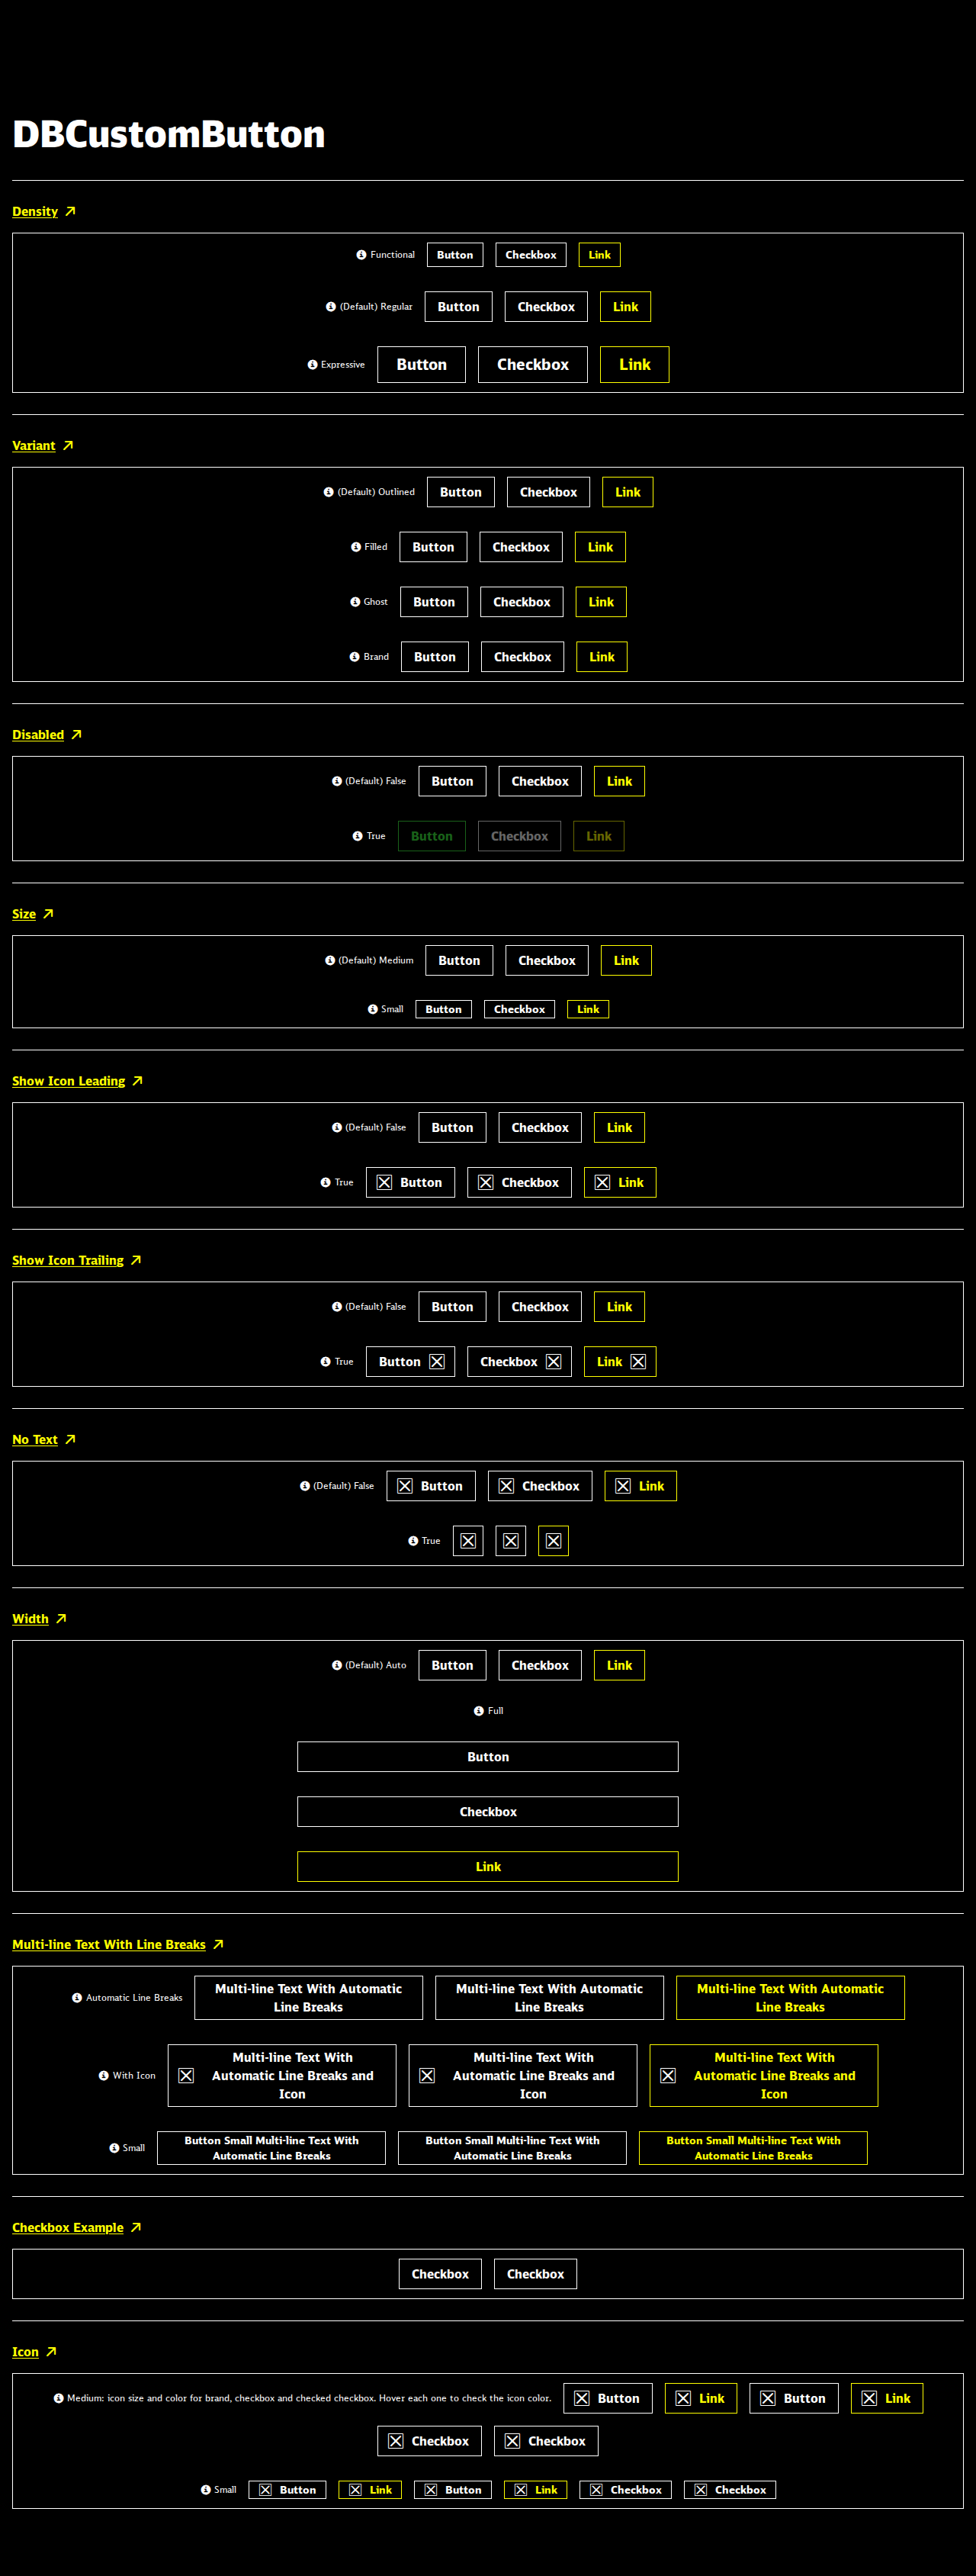 DBCustomButton
Density
Functional Button Checkbox Link
(Default) Regular Button Checkbox Link
Expressive Button Checkbox Link
Variant
(Default) Outlined Button Checkbox Link
Filled Button Checkbox Link
Ghost Button Checkbox Link
Brand Button Checkbox Link
Disabled
(Default) False Button Checkbox Link
True Button Checkbox Link
Size
(Default) Medium Button Checkbox Link
Small Button Checkbox Link
Show Icon Leading
(Default) False Button Checkbox Link
True Button Checkbox Link
Show Icon Trailing
(Default) False Button Checkbox Link
True Button Checkbox Link
No Text
(Default) False Button Checkbox Link
True
Width
(Default) Auto Button Checkbox Link
Full
Button
Checkbox
Link
Multi-line Text With Line Breaks
Automatic Line Breaks
Multi-line Text With Automatic
Line Breaks
Multi-line Text With Automatic
Line Breaks
Multi-line Text With Automatic
Line Breaks
With Icon
Multi-line Text With
Automatic Line Breaks and
Icon
Multi-line Text With
Automatic Line Breaks and
Icon
Multi-line Text With
Automatic Line Breaks and
Icon
Small
Button Small Multi-line Text With
Automatic Line Breaks
Button Small Multi-line Text With
Automatic Line Breaks
Button Small Multi-line Text With
Automatic Line Breaks
Checkbox Example
Checkbox Checkbox
Icon
Medium: icon size and color for brand, checkbox and checked checkbox. Hover each one to check the icon color. Button Link Button Link
Checkbox Checkbox
Small Button Link Button Link Checkbox Checkbox